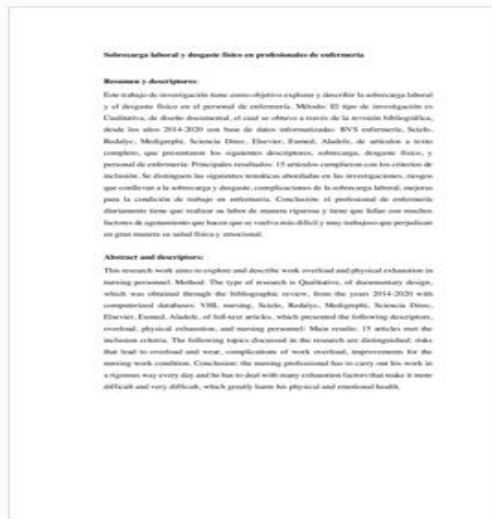 Sobrecarga laboral y desgaste físico en profesionales de enfermería
Resumen y descriptores:
Este trabajo de investigación tiene como objetivo explorar y describir la sobrecarga laboral
y el desgaste físico en el personal de enfermería. Método: El tipo de investigación es
Cualitativa, de diseño documental, el cual se obtuvo a través de la revisión bibliográfica,
desde los años 2014-2020 con base de datos informatizadas: BVS enfermería, Scielo,
Redalyc, Medigrephi, Sciencia Direc, Elsevier, Eumed, Aladefe, de artículos a texto
completo, que presentaron los siguientes descriptores, sobrecarga, desgaste físico, y
personal de enfermería. Principales resultados: 15 artículos cumplieron con los criterios de
inclusión. Se distinguen las siguientes temáticas abordadas en las investigaciones, riesgos
que conllevan a la sobrecarga y desgaste, complicaciones de la sobrecarga laboral, mejoras
para la condición de trabajo en enfermería. Conclusión: el profesional de enfermería
diariamente tiene que realizar su labor de manera rigurosa y tiene que lidiar con muchos
factores de agotamiento que hacen que se vuelva más difícil y muy trabajoso que perjudican
en gran manera su salud física y emocional.
Abstract and descriptors:
This research work aims to explore and describe work overload and physical exhaustion in
nursing personnel. Method: The type of research is Qualitative, of documentary design,
which was obtained through the bibliographic review, from the years 2014-2020 with
computerized databases: VHL nursing, Scielo, Redalyc, Medigrephi, Sciencia Direc,
Elsevier, Eumed, Aladefe, of full-text articles, which presented the following descriptors,
overload, physical exhaustion, and nursing personnel: Main results: 15 articles met the
inclusion criteria. The following topics discussed in the research are distinguished: risks
that lead to overload and wear, complications of work overload, improvements for the
nursing work condition. Conclusion: the nursing professional has to carry out his work in
a rigorous way every day and he has to deal with many exhaustion factors that make it more
difficult and very difficult, which greatly harm his physical and emotional health.